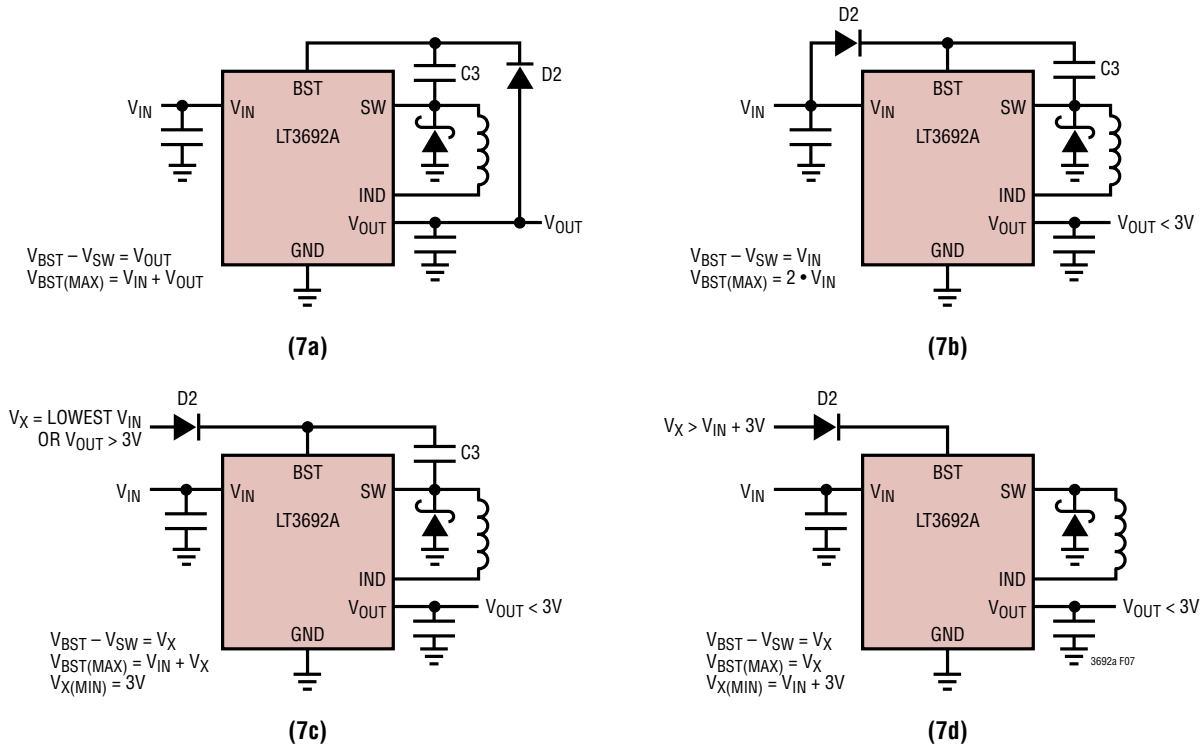 D2
C3
BST
V_IN
V_IN
SW
LT3692A
IND
V_OUT
V_OUT
GND
V_BST – V_SW = V_OUT
V_BST(MAX) = V_IN + V_OUT
(7a)
D2
C3
BST
V_IN
V_IN
SW
LT3692A
IND
V_OUT
V_OUT < 3V
GND
V_BST – V_SW = V_IN
V_BST(MAX) = 2 • V_IN
(7b)
D2
V_X = LOWEST V_IN
OR V_OUT > 3V
C3
BST
V_IN
V_IN
SW
LT3692A
IND
V_OUT
V_OUT < 3V
GND
V_BST – V_SW = V_X
V_BST(MAX) = V_IN + V_X
V_X(MIN) = 3V
(7c)
D2
V_X > V_IN + 3V
BST
V_IN
V_IN
SW
LT3692A
IND
V_OUT
V_OUT < 3V
GND
V_BST – V_SW = V_X
V_BST(MAX) = V_X
V_X(MIN) = V_IN + 3V
3692a F07
(7d)